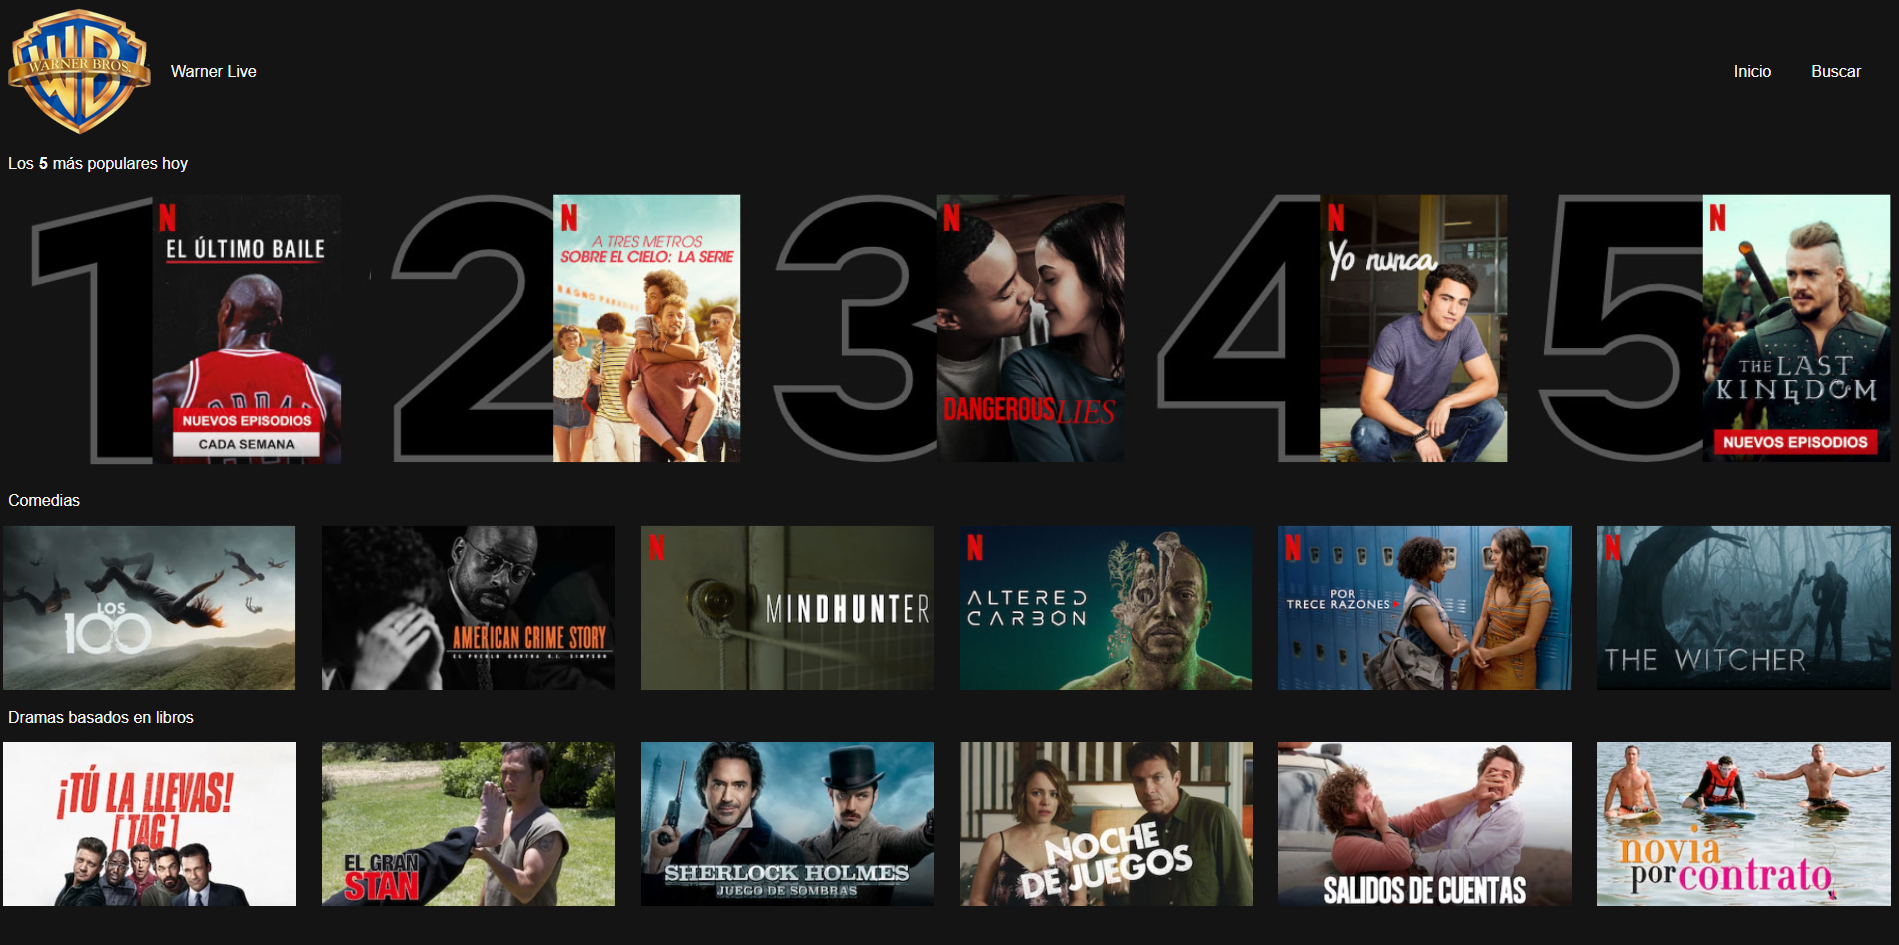 WARNER BROS.
Warner Live
Inicio
Buscar
Los 5 más populares hoy
1
N
EL ÚLTIMO BAILE
NUEVOS EPISODIOS
CADA SEMANA
2
N
A TRES METROS
SOBRE EL CIELO: LA SERIE
3
N
DANGEROUS LIES
4
N
Yo nunca
5
N
THE LAST
KINGDOM
NUEVOS EPISODIOS
Comedias
LOS
100
AMERICAN CRIME STORY
EL PUEBLO CONTRA O.J. SIMPSON
N
MINDHUNTER
N
ALTERED
CARBON
N
POR
TRECE RAZONES
N
THE WITCHER
Dramas basados en libros
¡TÚ LA LLEVAS!
[TAG]
EL GRAN
STAN
SHERLOCK HOLMES
JUEGO DE SOMBRAS
NOCHE
DE JUEGOS
SALIDOS DE CUENTAS
novia
por contrato